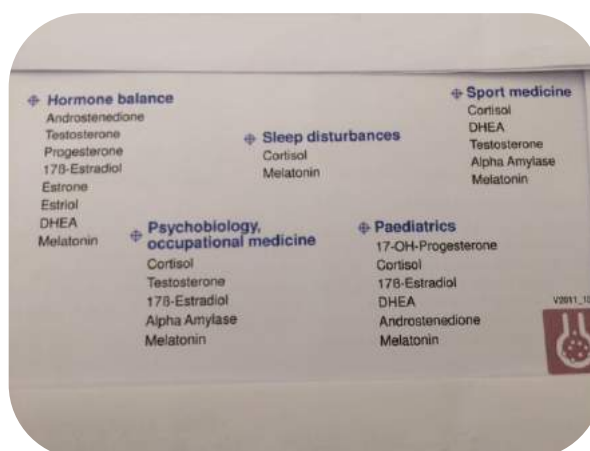 Hormone balance
Androstenedione
Testosterone
Progesterone
17ß-Estradiol
Estrone
Estriol
DHEA
Melatonin
Sleep disturbances
Cortisol
Melatonin
Sport medicine
Cortisol
DHEA
Testosterone
Alpha Amylase
Melatonin
Psychobiology,
occupational medicine
Cortisol
Testosterone
17ß-Estradiol
Alpha Amylase
Melatonin
Paediatrics
17-OH-Progesterone
Cortisol
17ß-Estradiol
DHEA
Androstenedione
Melatonin